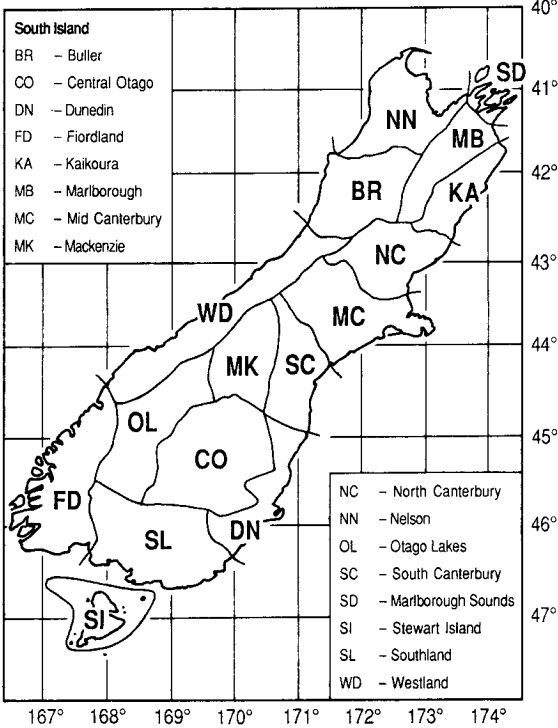 South Island
BR – Buller
CO – Central Otago
DN – Dunedin
FD – Fiordland
KA – Kaikoura
MB – Marlborough
MC – Mid Canterbury
MK – Mackenzie
40°
41°
42°
43°
44°
45°
46°
47°
SD
NN
MB
BR
KA
NC
WD
MC
MK
SC
OL
CO
FD
SL
DN
SI
NC – North Canterbury
NN – Nelson
OL – Otago Lakes
SC – South Canterbury
SD – Marlborough Sounds
SI – Stewart Island
SL – Southland
WD – Westland
167° 168° 169° 170° 171° 172° 173° 174°